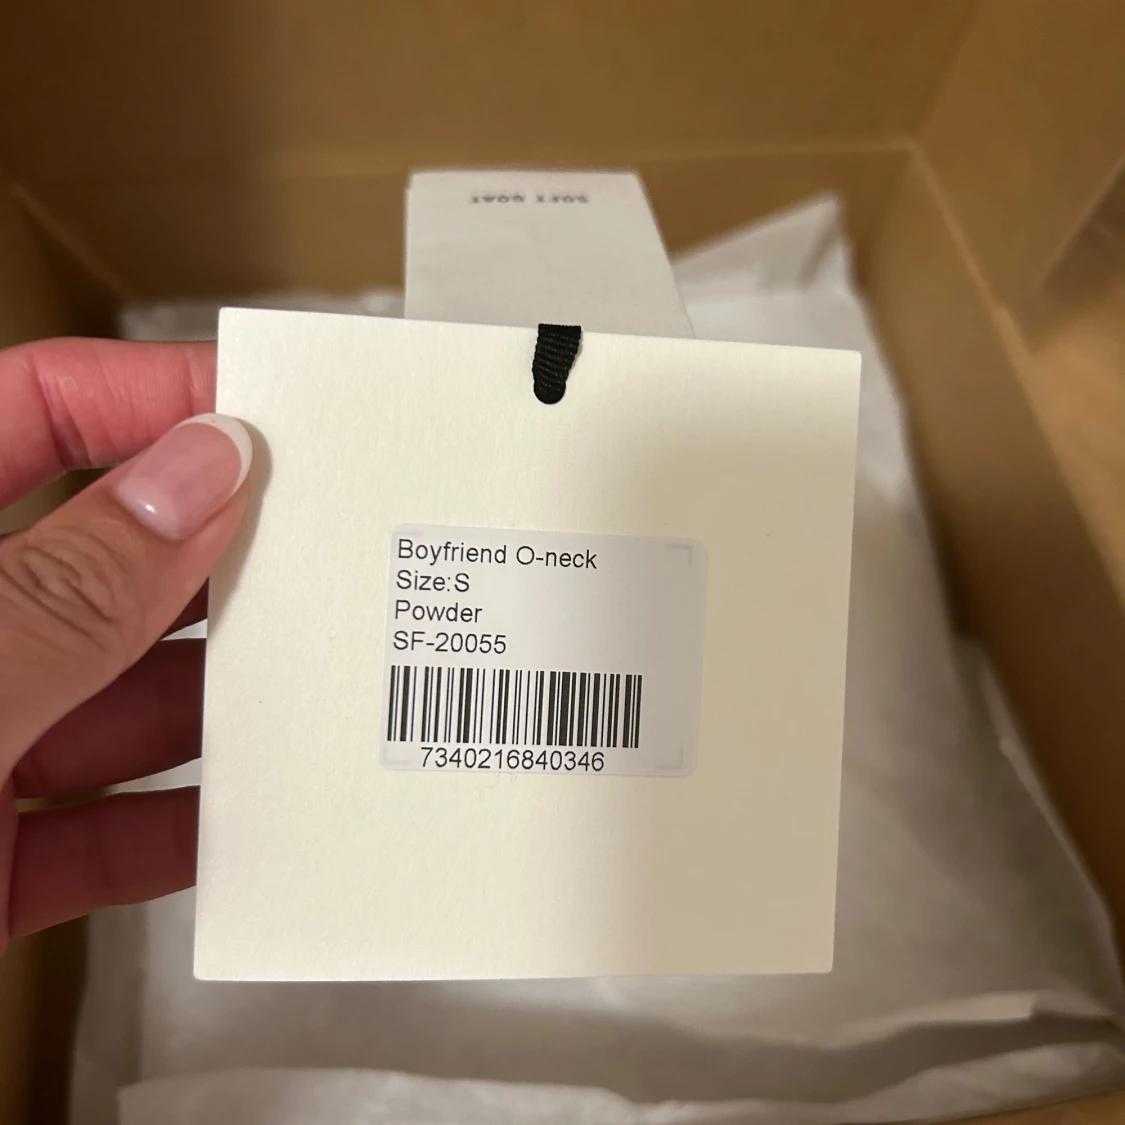 SOFT GOAT
Boyfriend O-neck
Size:S
Powder
SF-20055
7340216840346